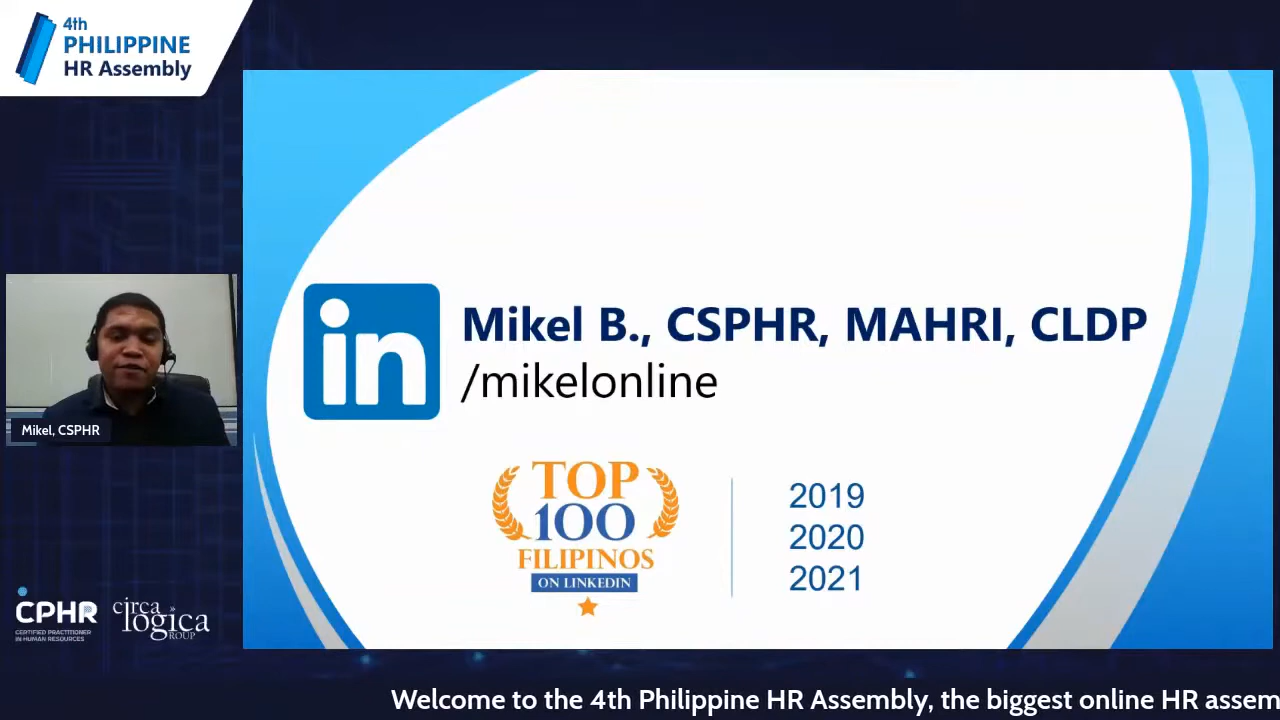 4th
PHILIPPINE
HR Assembly
in
Mikel B., CSPHR, MAHRI, CLDP
/mikelonline
TOP
100
FILIPINOS
ON LINKEDIN
2019
2020
2021
Mikel, CSPHR
CPHR
CERTIFIED PRACTITIONER
IN HUMAN RESOURCES
circa
logica
GROUP
Welcome to the 4th Philippine HR Assembly, the biggest online HR assem